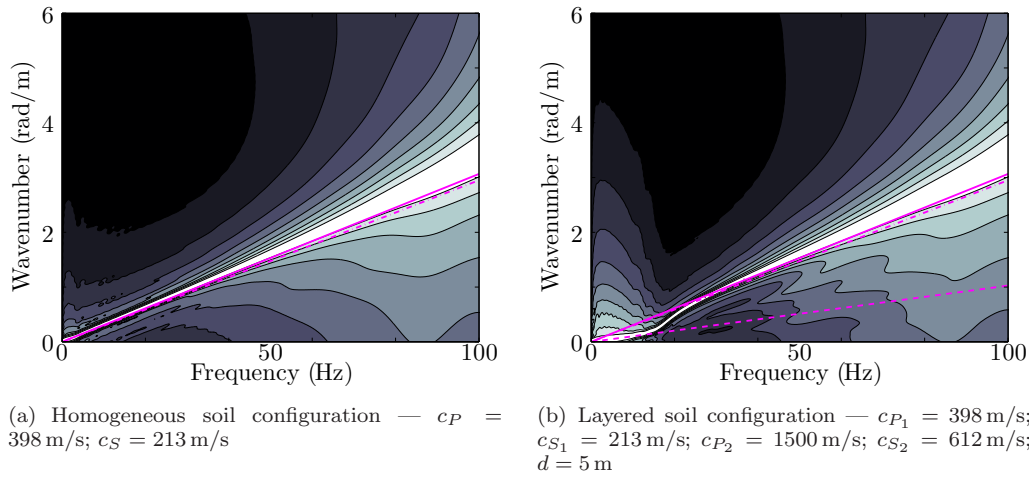 6
4
2
0
0
50
100
Wavenumber (rad/m)
Frequency (Hz)
6
4
2
0
0
50
100
Wavenumber (rad/m)
Frequency (Hz)
(a) Homogeneous soil configuration — c_P =
398 m/s; c_S = 213 m/s
(b) Layered soil configuration — c_{P_1} = 398 m/s;
c_{S_1} = 213 m/s; c_{P_2} = 1500 m/s; c_{S_2} = 612 m/s;
d = 5 m